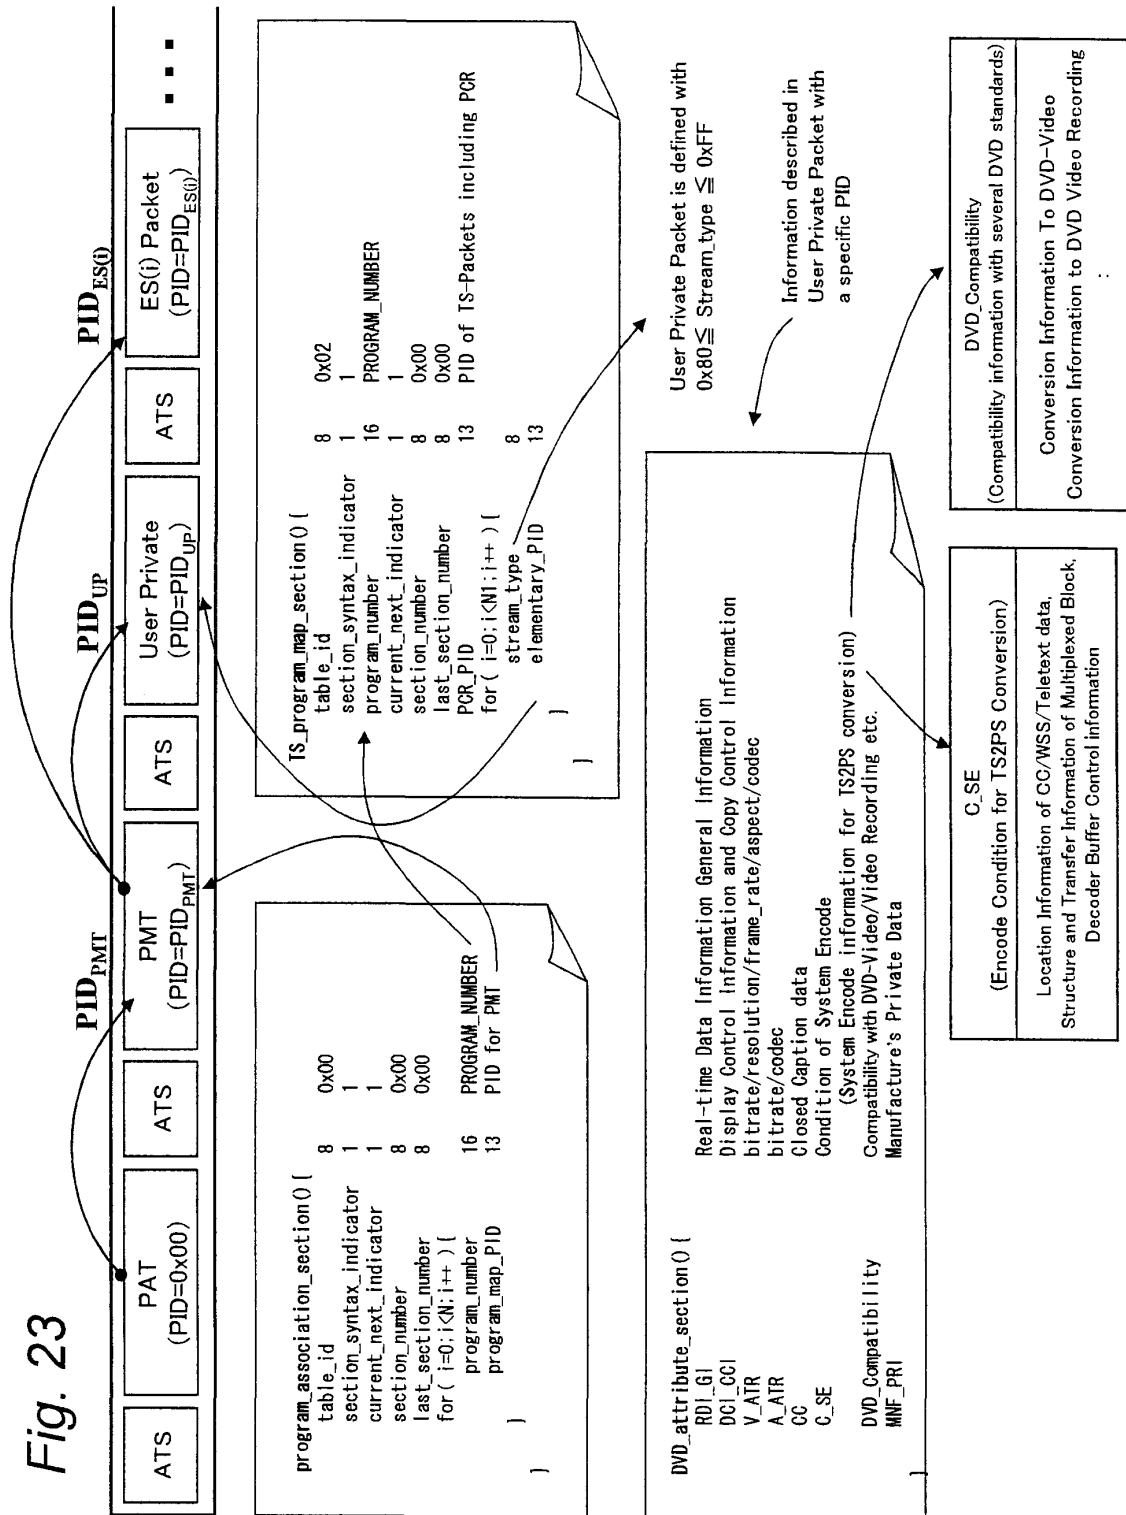 Fig. 23
PID_PMT
PID_UP
PID_ES(i)
ATS
PAT
(PID=0x00)
ATS
PMT
(PID=PID_PMT)
ATS
User Private
(PID=PID_UP)
ATS
ES(i) Packet
(PID=PID_ES(i))
...
program_association_section() {
table_id 8 0x00
section_syntax_indicator 1 1
current_next_indicator 1 1
section_number 8 0x00
last_section_number 8 0x00
for( i=0;i<N;i++ ) {
program_number 16 PROGRAM_NUMBER
program_map_PID 13 PID for PMT
}
}
TS_program_map_section() {
table_id 8 0x02
section_syntax_indicator 1 1
program_number 16 PROGRAM_NUMBER
current_next_indicator 1 1
section_number 8 0x00
last_section_number 8 0x00
PCR_PID 13 PID of TS-Packets including PCR
for( i=0;i<N1;i++ ) {
stream_type 8
elementary_PID 13
}
}
User Private Packet is defined with
0x80≦ Stream_type ≦ 0xFF
DVD_attribute_section() {
RDI_GI Real-time Data Information General Information
DCI_CCI Display Control Information and Copy Control Information
V_ATR bitrate/resolution/frame_rate/aspect/codec
A_ATR bitrate/codec
CC Closed Caption data
C_SE Condition of System Encode
(System Encode information for TS2PS conversion)
DVD_Compatibility Compatibility with DVD-Video/Video Recording etc.
MNF_PRI Manufacture's Private Data
}
Information described in
User Private Packet with
a specific PID
C_SE
(Encode Condition for TS2PS Conversion)
Location Information of CC/WSS/Teletext data,
Structure and Transfer Information of Multiplexed Block,
Decoder Buffer Control information
DVD_Compatibility
(Compatibility information with several DVD standards)
Conversion Information To DVD-Video
Conversion Information to DVD Video Recording
: